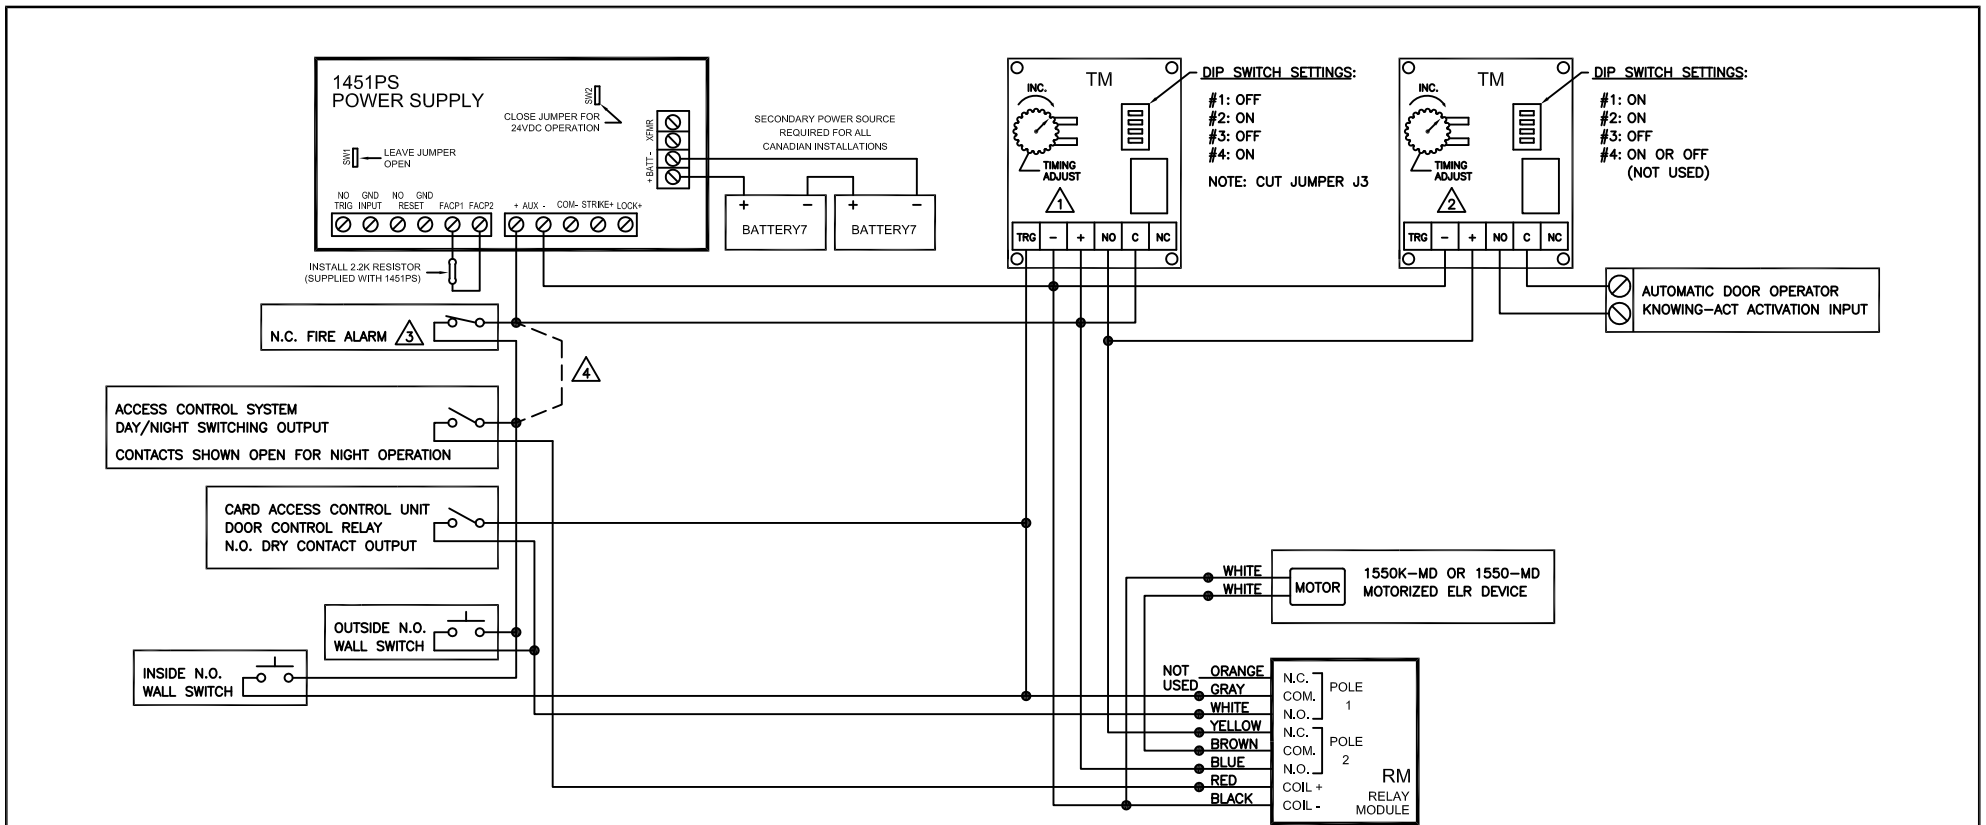 1451PS
POWER SUPPLY
SW2
CLOSE JUMPER FOR
24VDC OPERATION
SW1
LEAVE JUMPER
OPEN
XFMR
+ BATT -
NO GND NO GND
TRIG INPUT RESET FACP1 FACP2
+ AUX - COM- STRIKE+ LOCK+
INSTALL 2.2K RESISTOR
(SUPPLIED WITH 1451PS)
SECONDARY POWER SOURCE
REQUIRED FOR ALL
CANADIAN INSTALLATIONS
+ -
BATTERY7
+ -
BATTERY7
TM
INC.
TIMING
ADJUST
1
TRG - + NO C NC
DIP SWITCH SETTINGS:
#1: OFF
#2: ON
#3: OFF
#4: ON
NOTE: CUT JUMPER J3
TM
INC.
TIMING
ADJUST
2
TRG - + NO C NC
DIP SWITCH SETTINGS:
#1: ON
#2: ON
#3: OFF
#4: ON OR OFF
(NOT USED)
AUTOMATIC DOOR OPERATOR
KNOWING-ACT ACTIVATION INPUT
N.C. FIRE ALARM 3
4
ACCESS CONTROL SYSTEM
DAY/NIGHT SWITCHING OUTPUT
CONTACTS SHOWN OPEN FOR NIGHT OPERATION
CARD ACCESS CONTROL UNIT
DOOR CONTROL RELAY
N.O. DRY CONTACT OUTPUT
OUTSIDE N.O.
WALL SWITCH
INSIDE N.O.
WALL SWITCH
WHITE
WHITE
MOTOR
1550K-MD OR 1550-MD
MOTORIZED ELR DEVICE
NOT
USED
ORANGE
GRAY
WHITE
YELLOW
BROWN
BLUE
RED
BLACK
N.C.
COM.
N.O.
POLE
1
N.C.
COM.
N.O.
POLE
2
COIL +
COIL -
RM
RELAY
MODULE